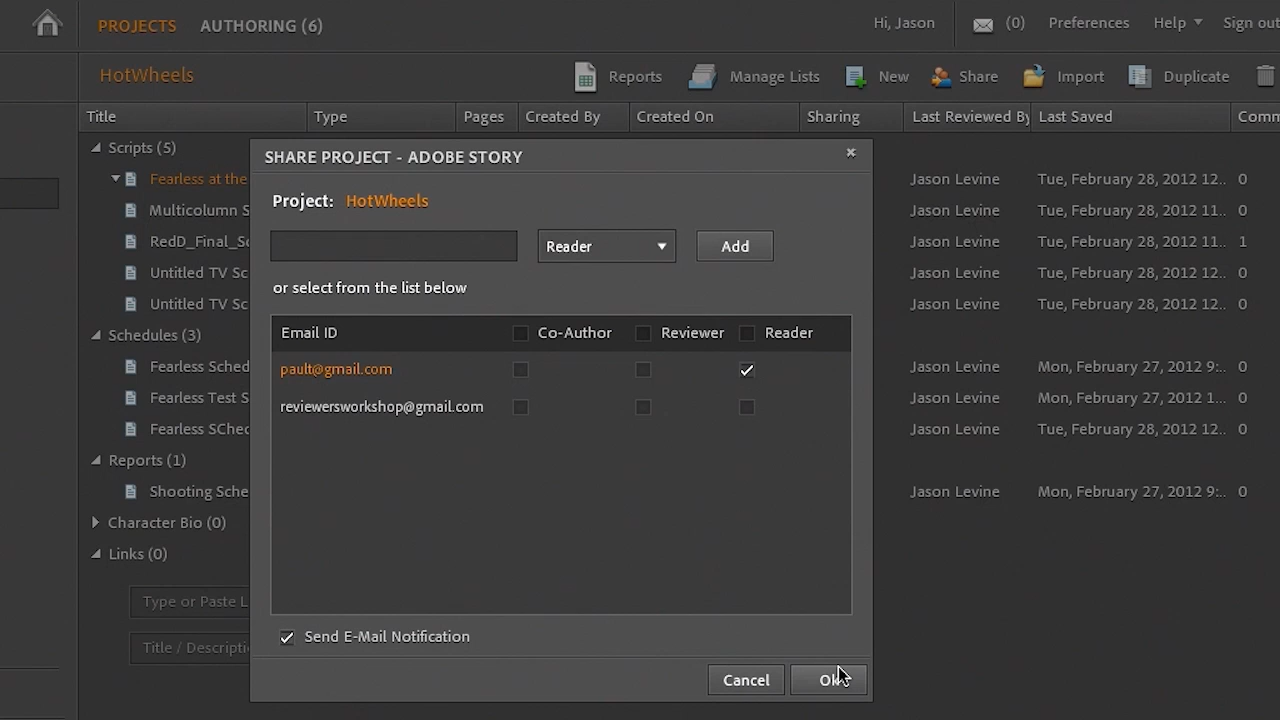 PROJECTS AUTHORING (6) Hi, Jason (0) Preferences Help Sign out
HotWheels Reports Manage Lists New Share Import Duplicate
Title Type Pages Created By Created On Sharing Last Reviewed By Last Saved Comm
Scripts (5)
SHARE PROJECT - ADOBE STORY
Fearless at the Jason Levine Tue, February 28, 2012 12... 0
Project: HotWheels
Multicolumn S Jason Levine Tue, February 28, 2012 11... 0
RedD_Final_Sc Jason Levine Tue, February 28, 2012 11... 1
Reader Add
Untitled TV Sc Jason Levine Tue, February 28, 2012 12... 0
or select from the list below
Untitled TV Sc Jason Levine Tue, February 28, 2012 12... 0
Schedules (3)
Email ID Co-Author Reviewer Reader
Fearless Sched Jason Levine Mon, February 27, 2012 9:...  0
pault@gmail.com
Fearless Test S Jason Levine Mon, February 27, 2012 1... 0
reviewersworkshop@gmail.com
Fearless SChed Jason Levine Tue, February 28, 2012 12... 0
Reports (1)
Shooting Sche Jason Levine Mon, February 27, 2012 9:... 0
Character Bio (0)
Links (0)
Type or Paste L
Send E-Mail Notification
Title / Descripti
Cancel Ok